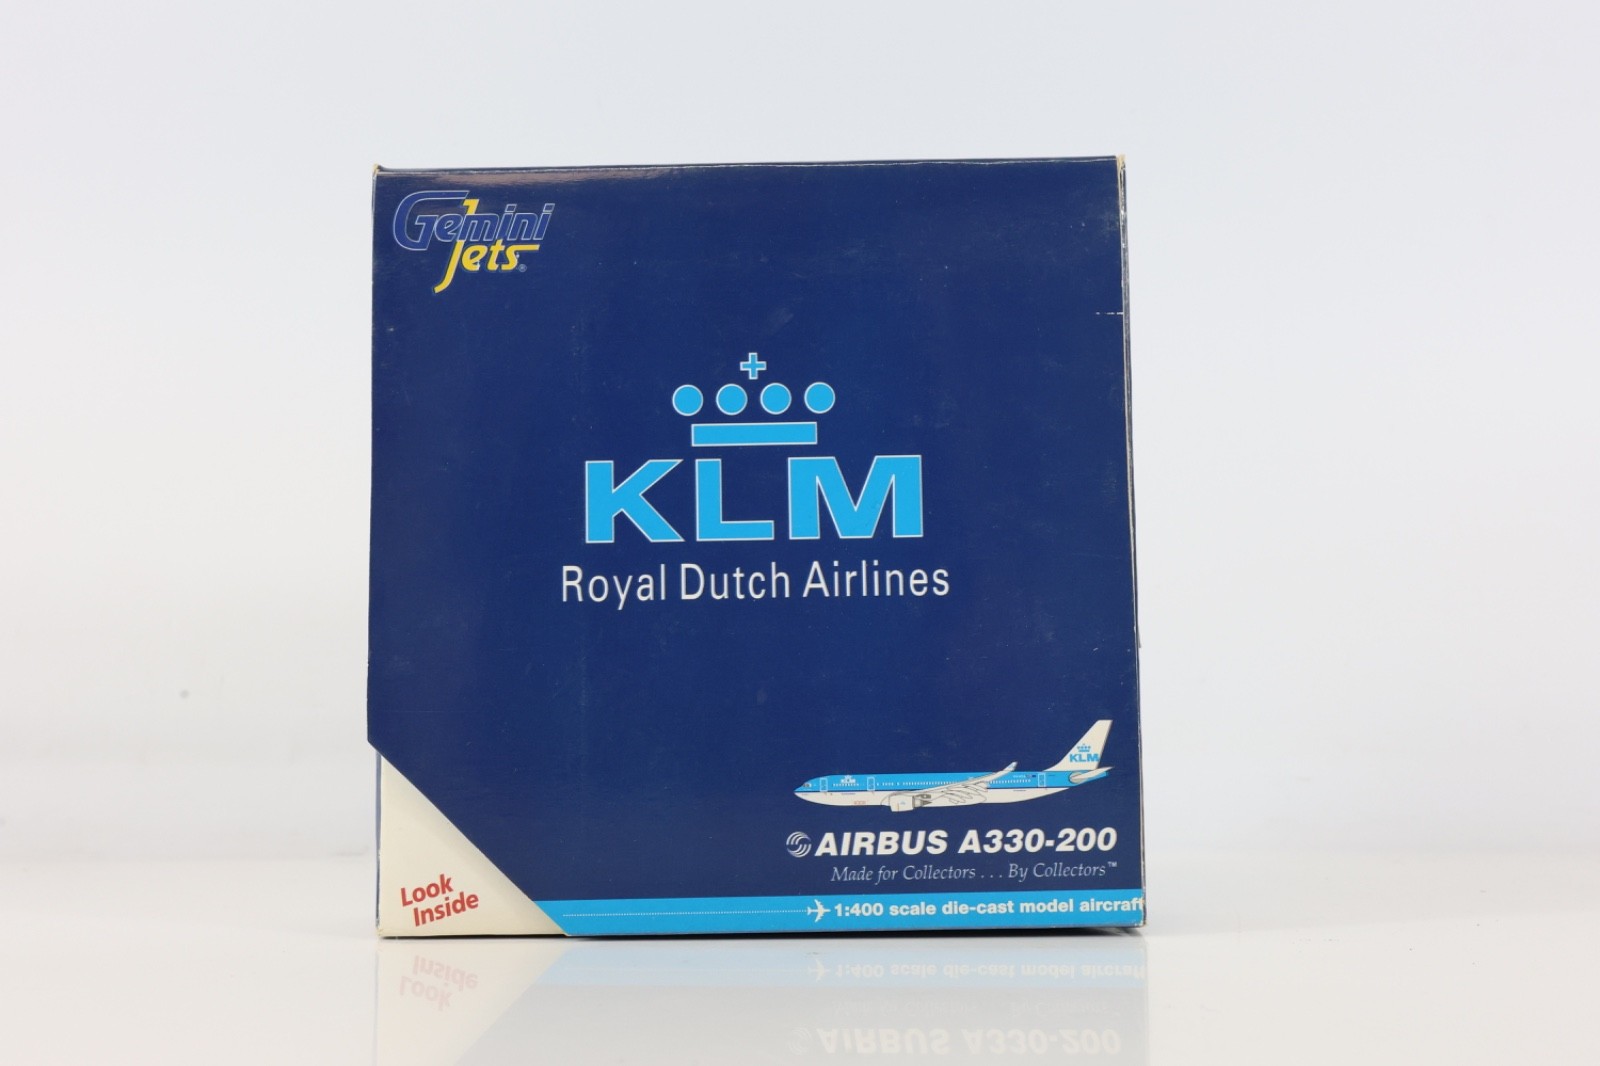 Gemini
Jets®
KLM
Royal Dutch Airlines
KLM
KLM
AIRBUS A330-200
Made for Collectors . . . By Collectors™
1:400 scale die-cast model aircraft
Look
Inside